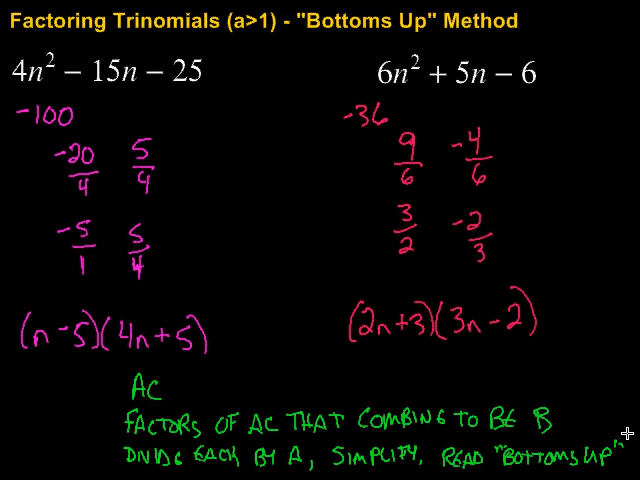 Factoring Trinomials (a>1) - "Bottoms Up" Method
4n² − 15n − 25
-100
-20/4 5/4
-5/1 5/4
(n - 5)(4n + 5)
6n² + 5n − 6
-36
9/6 -4/6
3/2 -2/3
(2n+3)(3n-2)
AC
FACTORS OF AC THAT COMBINE TO BE B
DIVIDE EACH BY A, SIMPLIFY, READ "BOTTOMS UP"